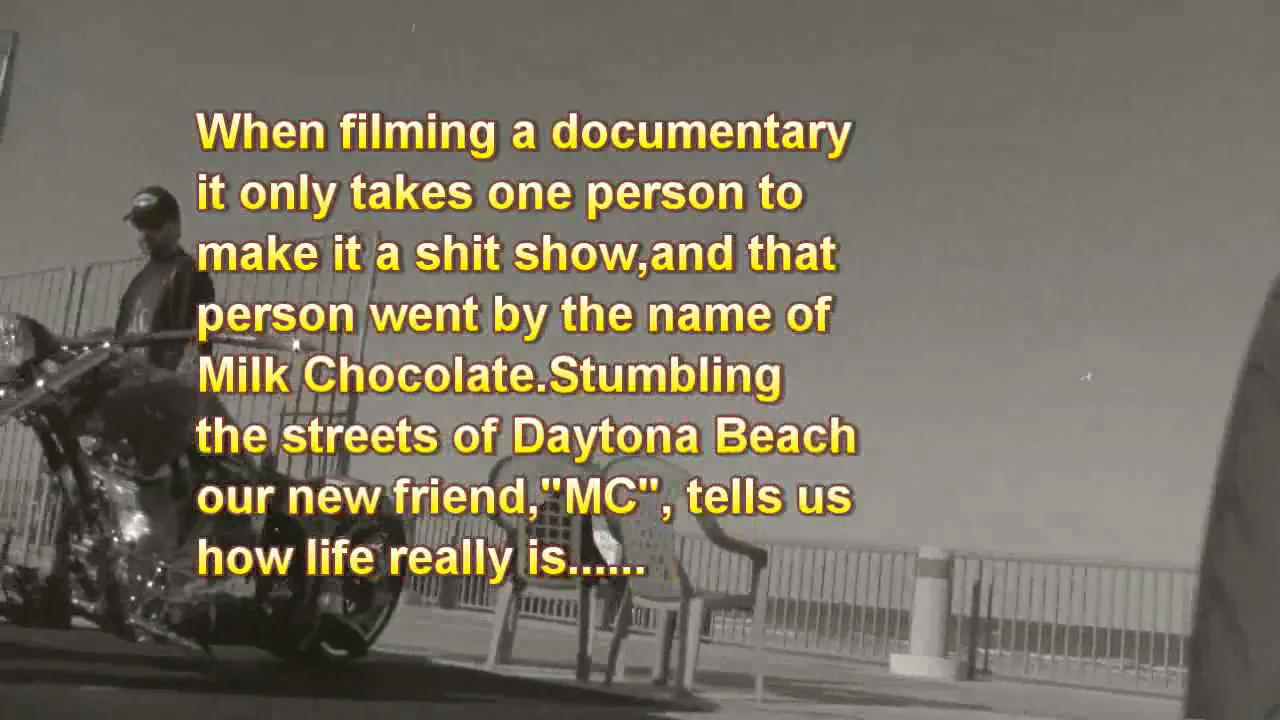 When filming a documentary
it only takes one person to
make it a shit show,and that
person went by the name of
Milk Chocolate.Stumbling
the streets of Daytona Beach
our new friend,"MC", tells us
how life really is......